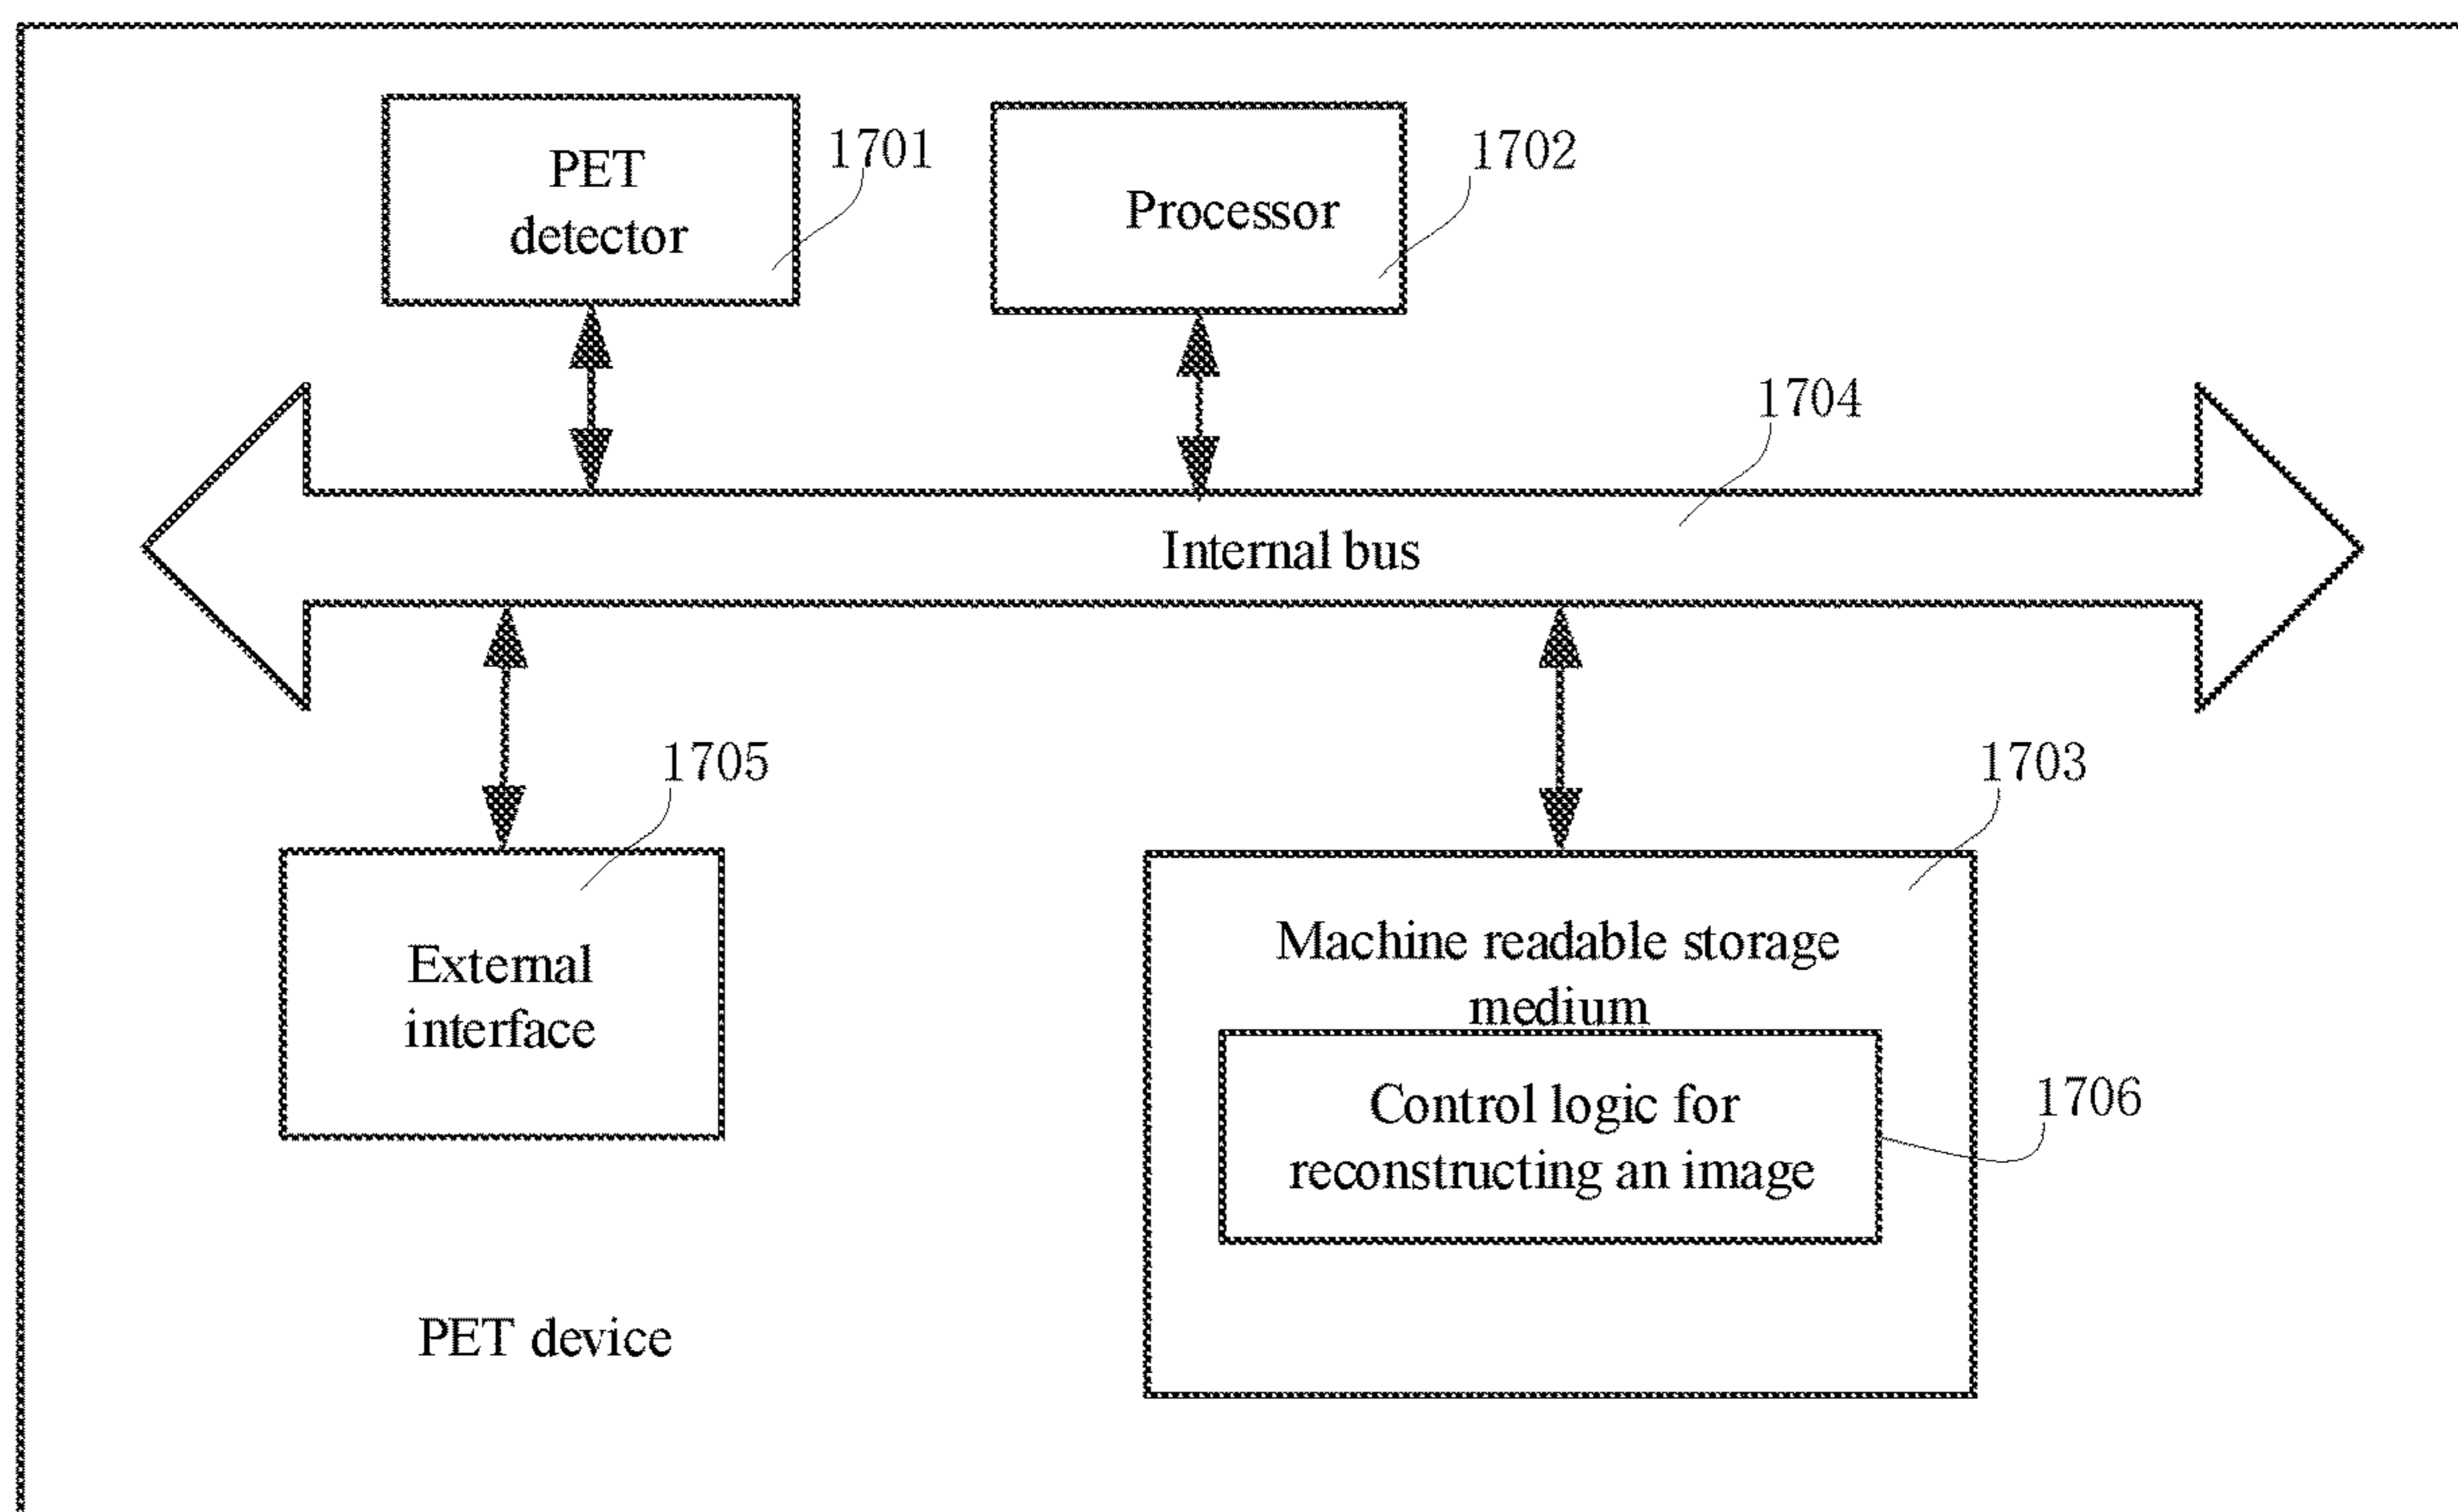 PET
detector
1701
Processor
1702
1704
Internal bus
1705
1703
External
interface
Machine readable storage
medium
Control logic for
reconstructing an image
1706
PET device